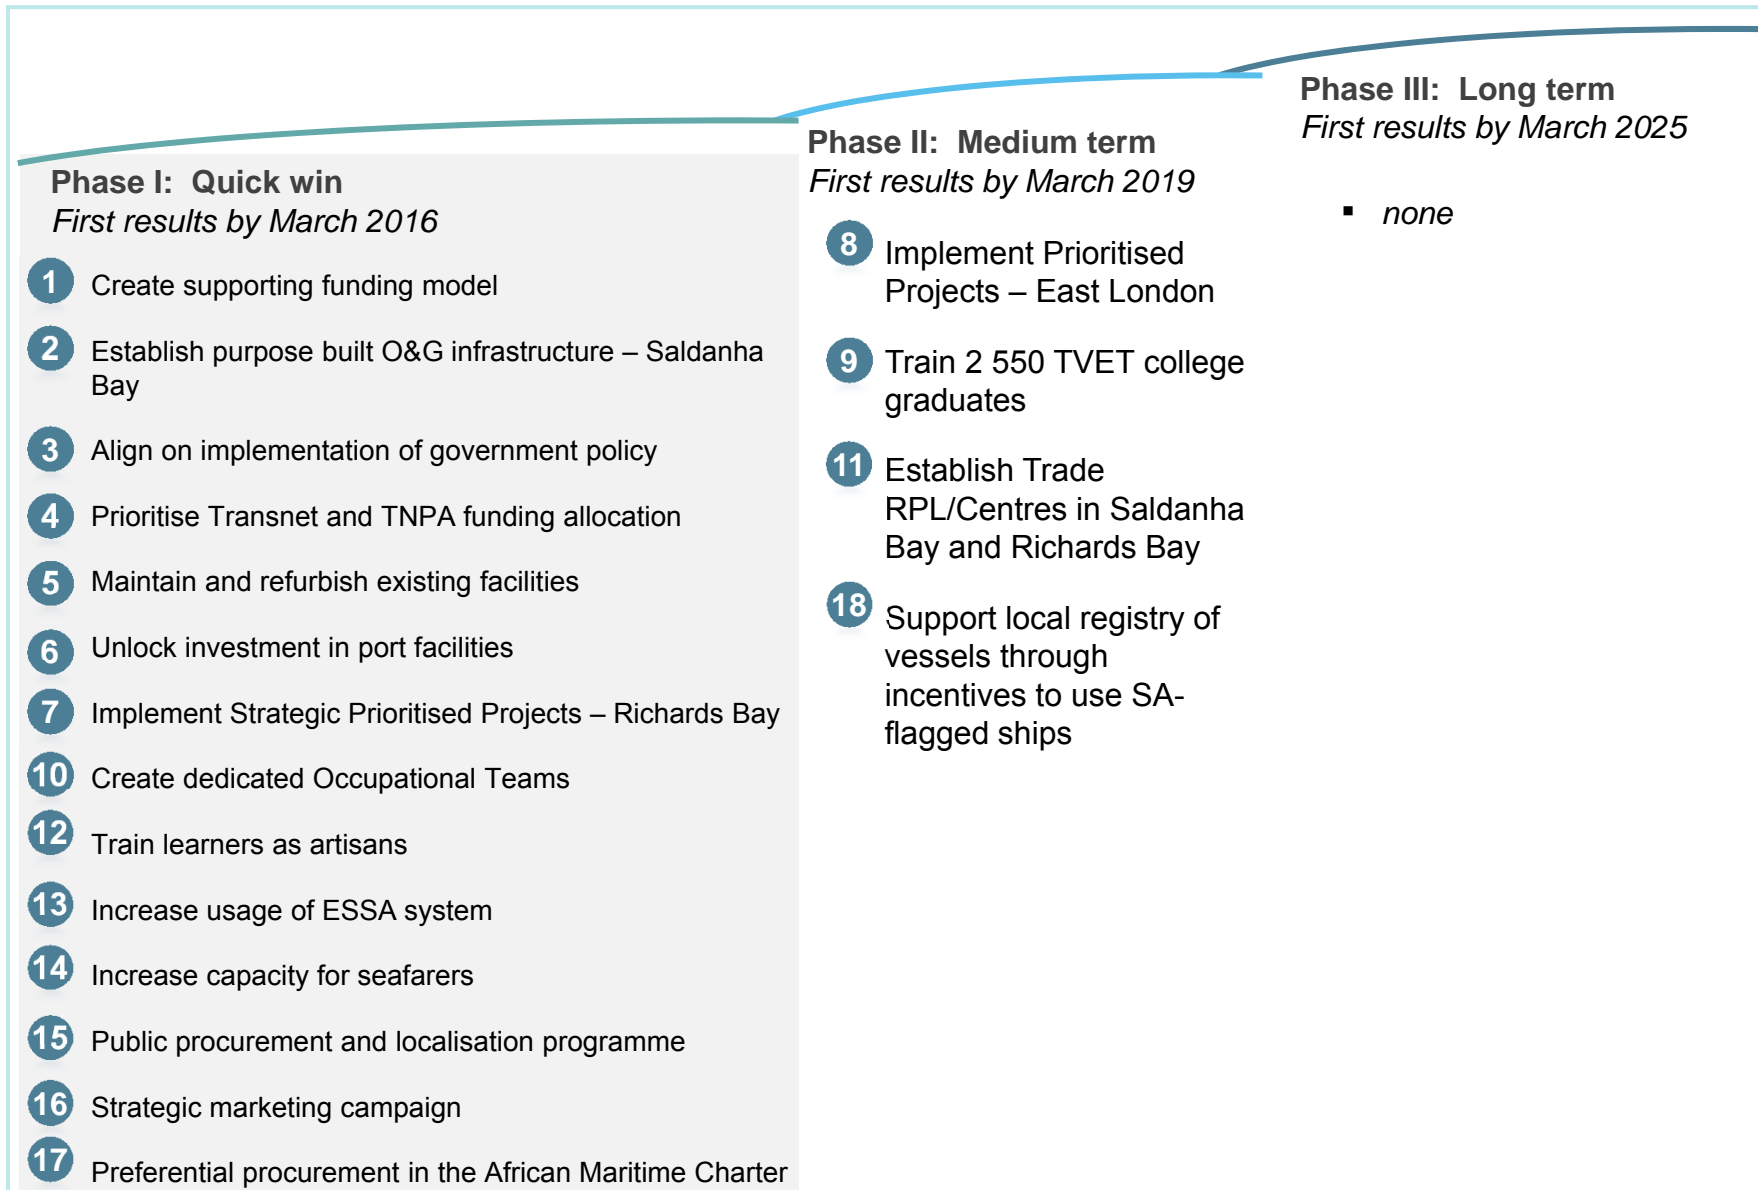 Phase I: Quick win
First results by March 2016
1 Create supporting funding model
2 Establish purpose built O&G infrastructure – Saldanha
Bay
3 Align on implementation of government policy
4 Prioritise Transnet and TNPA funding allocation
5 Maintain and refurbish existing facilities
6 Unlock investment in port facilities
7 Implement Strategic Prioritised Projects – Richards Bay
10 Create dedicated Occupational Teams
12 Train learners as artisans
13 Increase usage of ESSA system
14 Increase capacity for seafarers
15 Public procurement and localisation programme
16 Strategic marketing campaign
17 Preferential procurement in the African Maritime Charter
Phase II: Medium term
First results by March 2019
8 Implement Prioritised
Projects – East London
9 Train 2 550 TVET college
graduates
11 Establish Trade
RPL/Centres in Saldanha
Bay and Richards Bay
18 Support local registry of
vessels through
incentives to use SA-
flagged ships
Phase III: Long term
First results by March 2025
▪ none